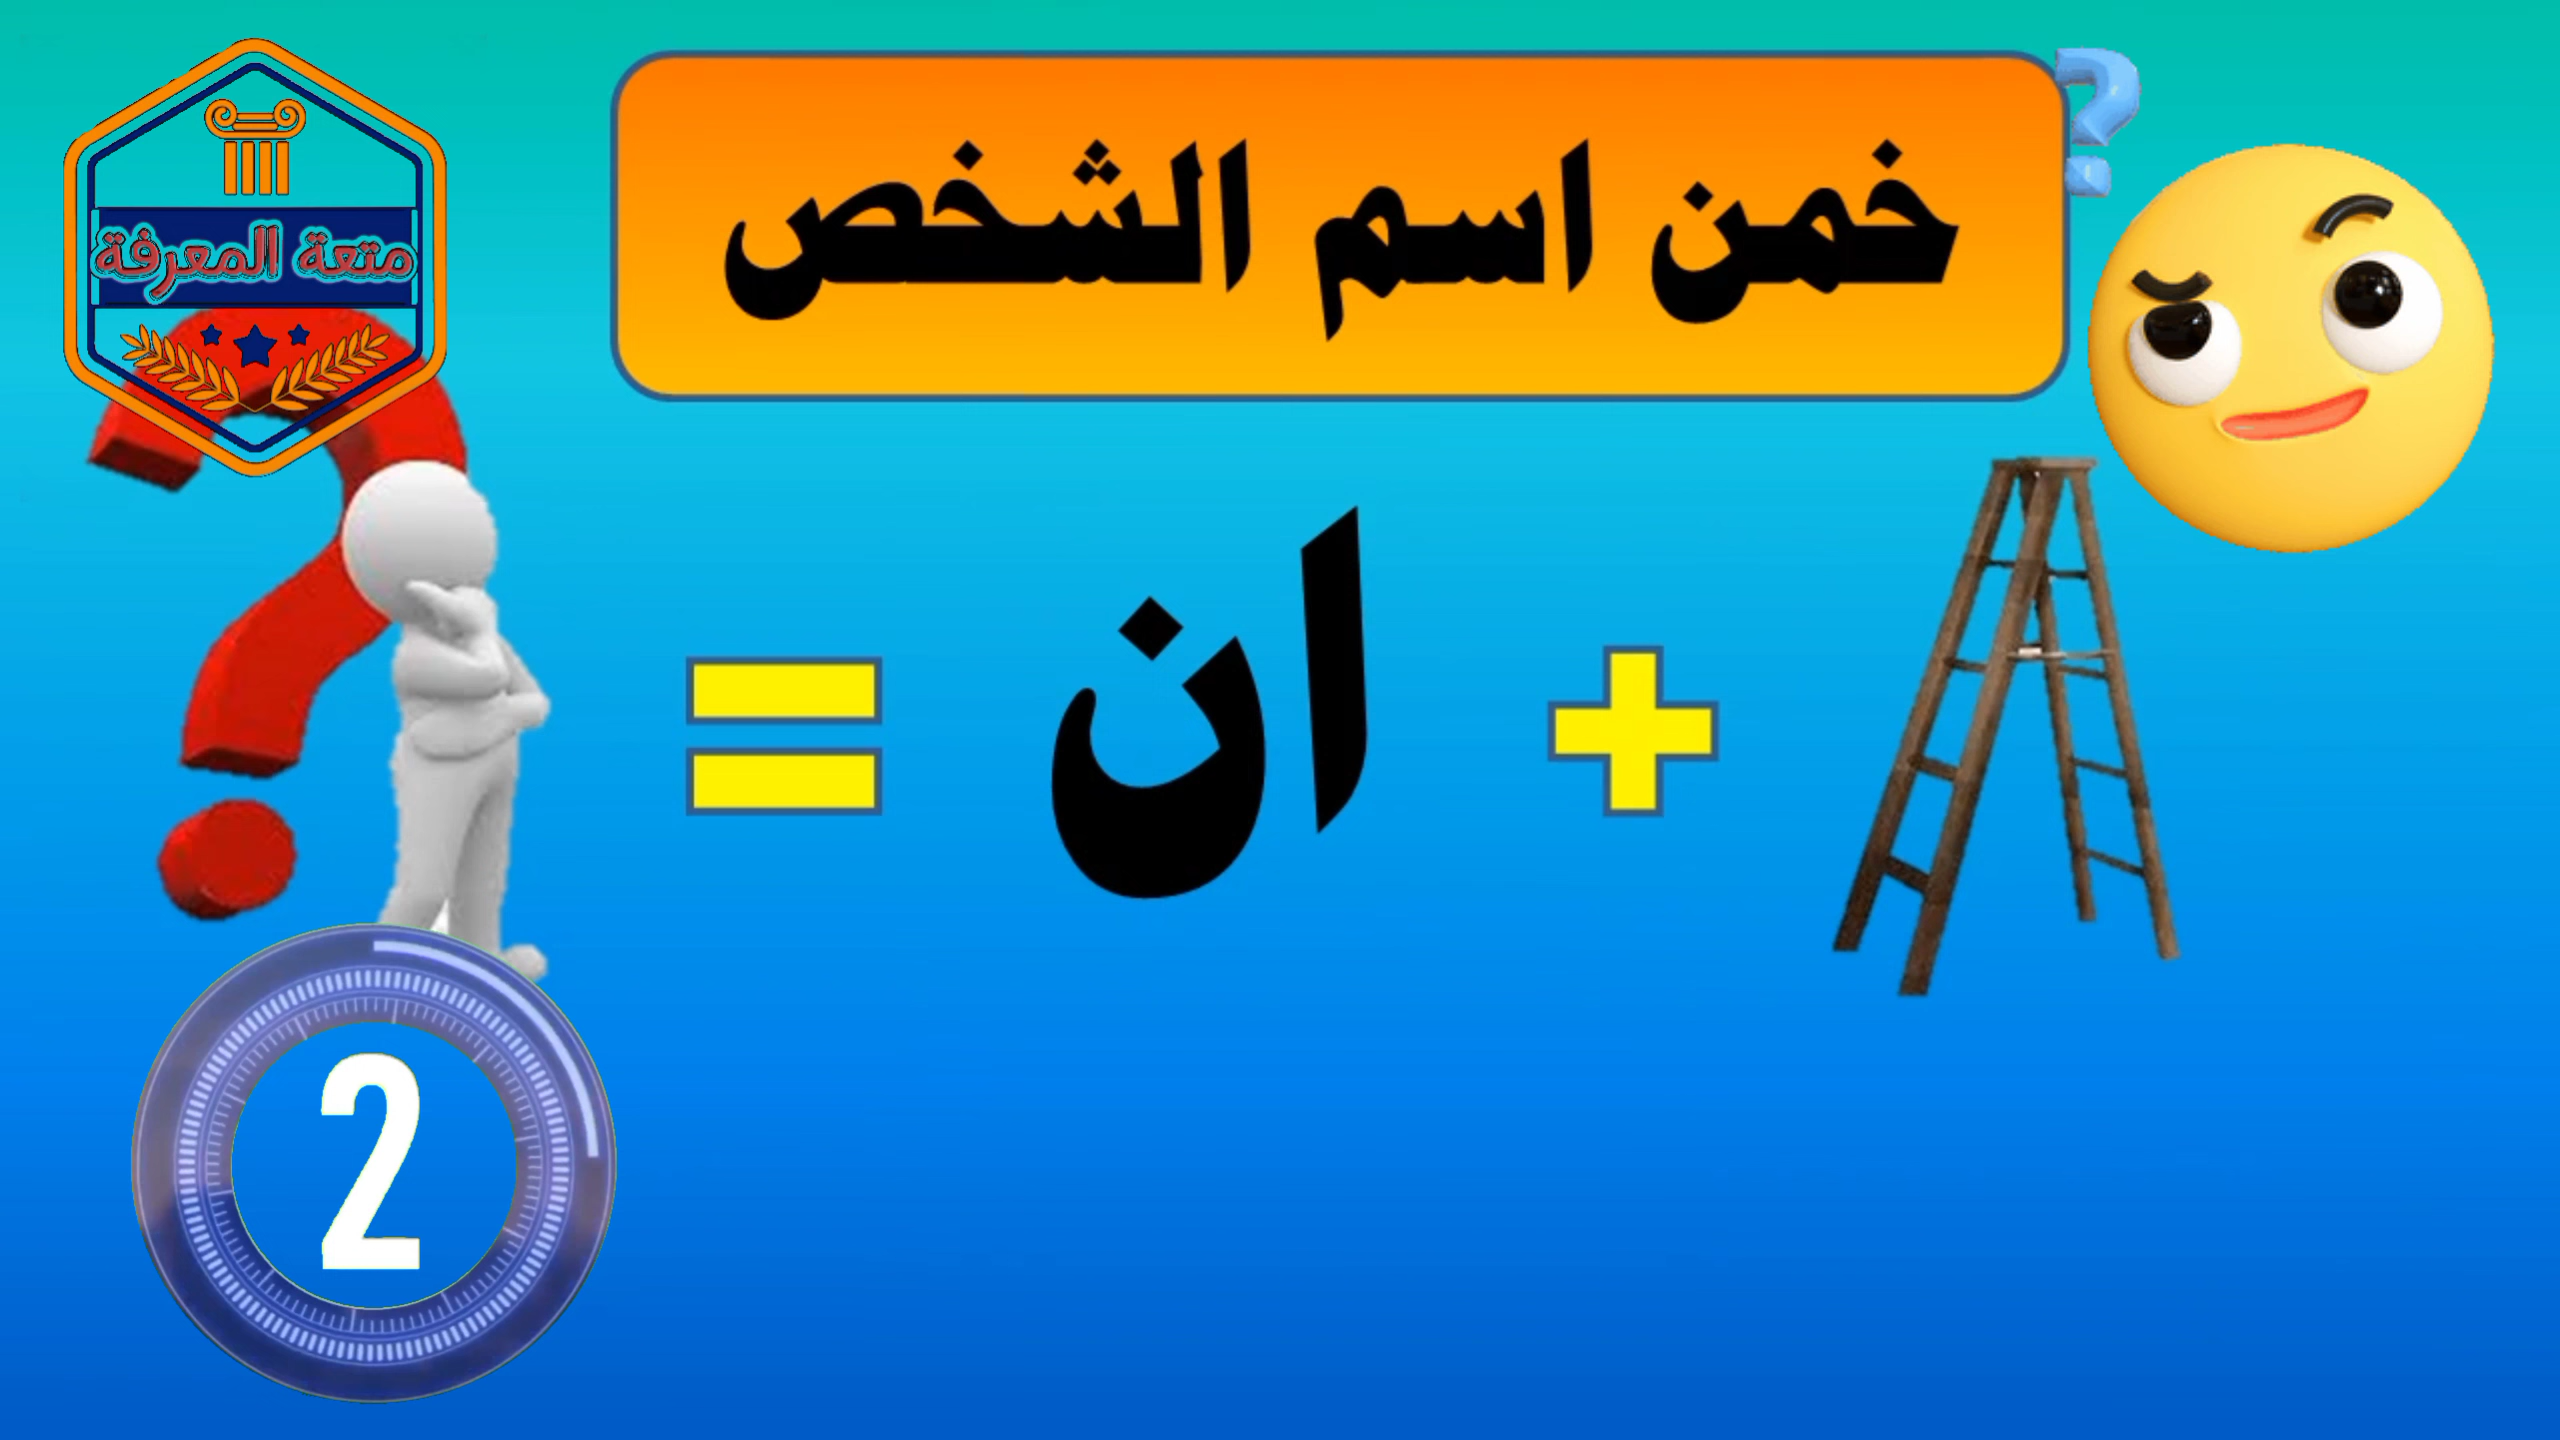 خمن اسم الشخص
?
متعة المعرفة
+ ان =
2